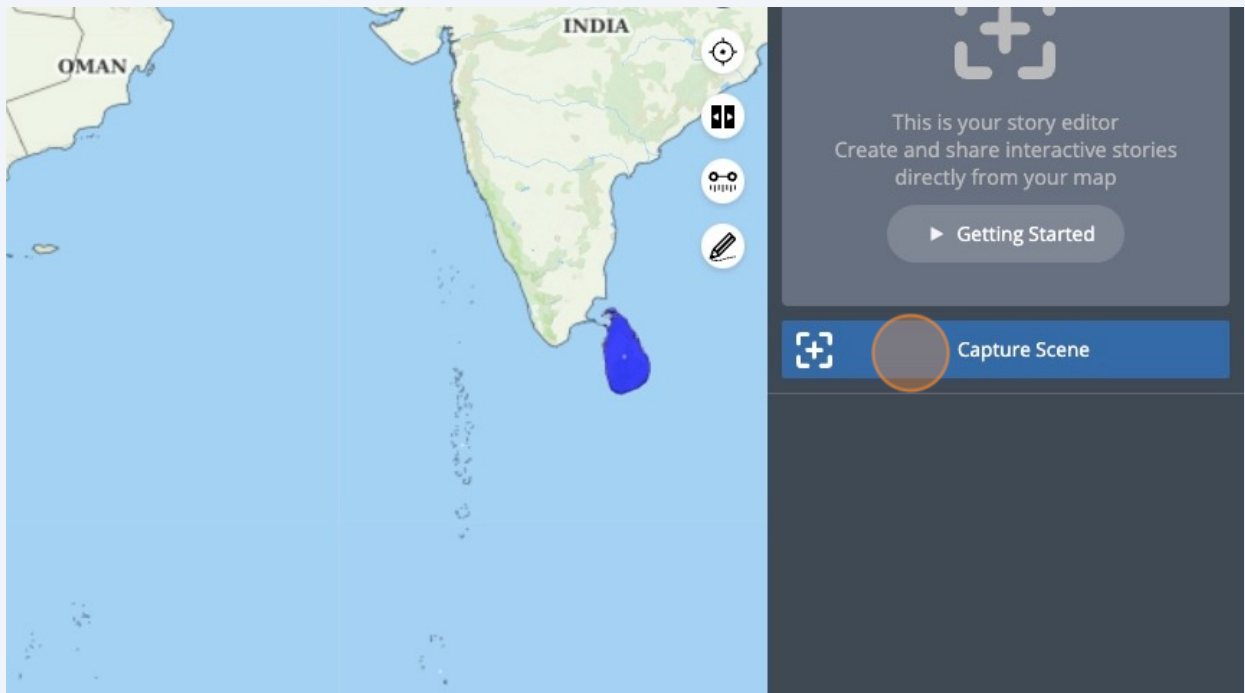 INDIA
OMAN
This is your story editor
Create and share interactive stories
directly from your map
Getting Started
Capture Scene